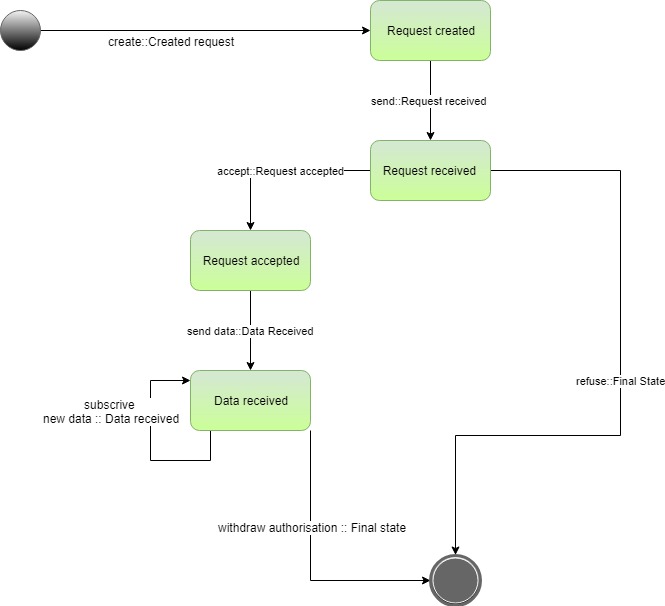 Request created
create::Created request
send::Request received
accept::Request accepted
Request received
Request accepted
send data::Data Received
refuse::Final State
Data received
subscrive
new data :: Data received
withdraw authorisation :: Final state